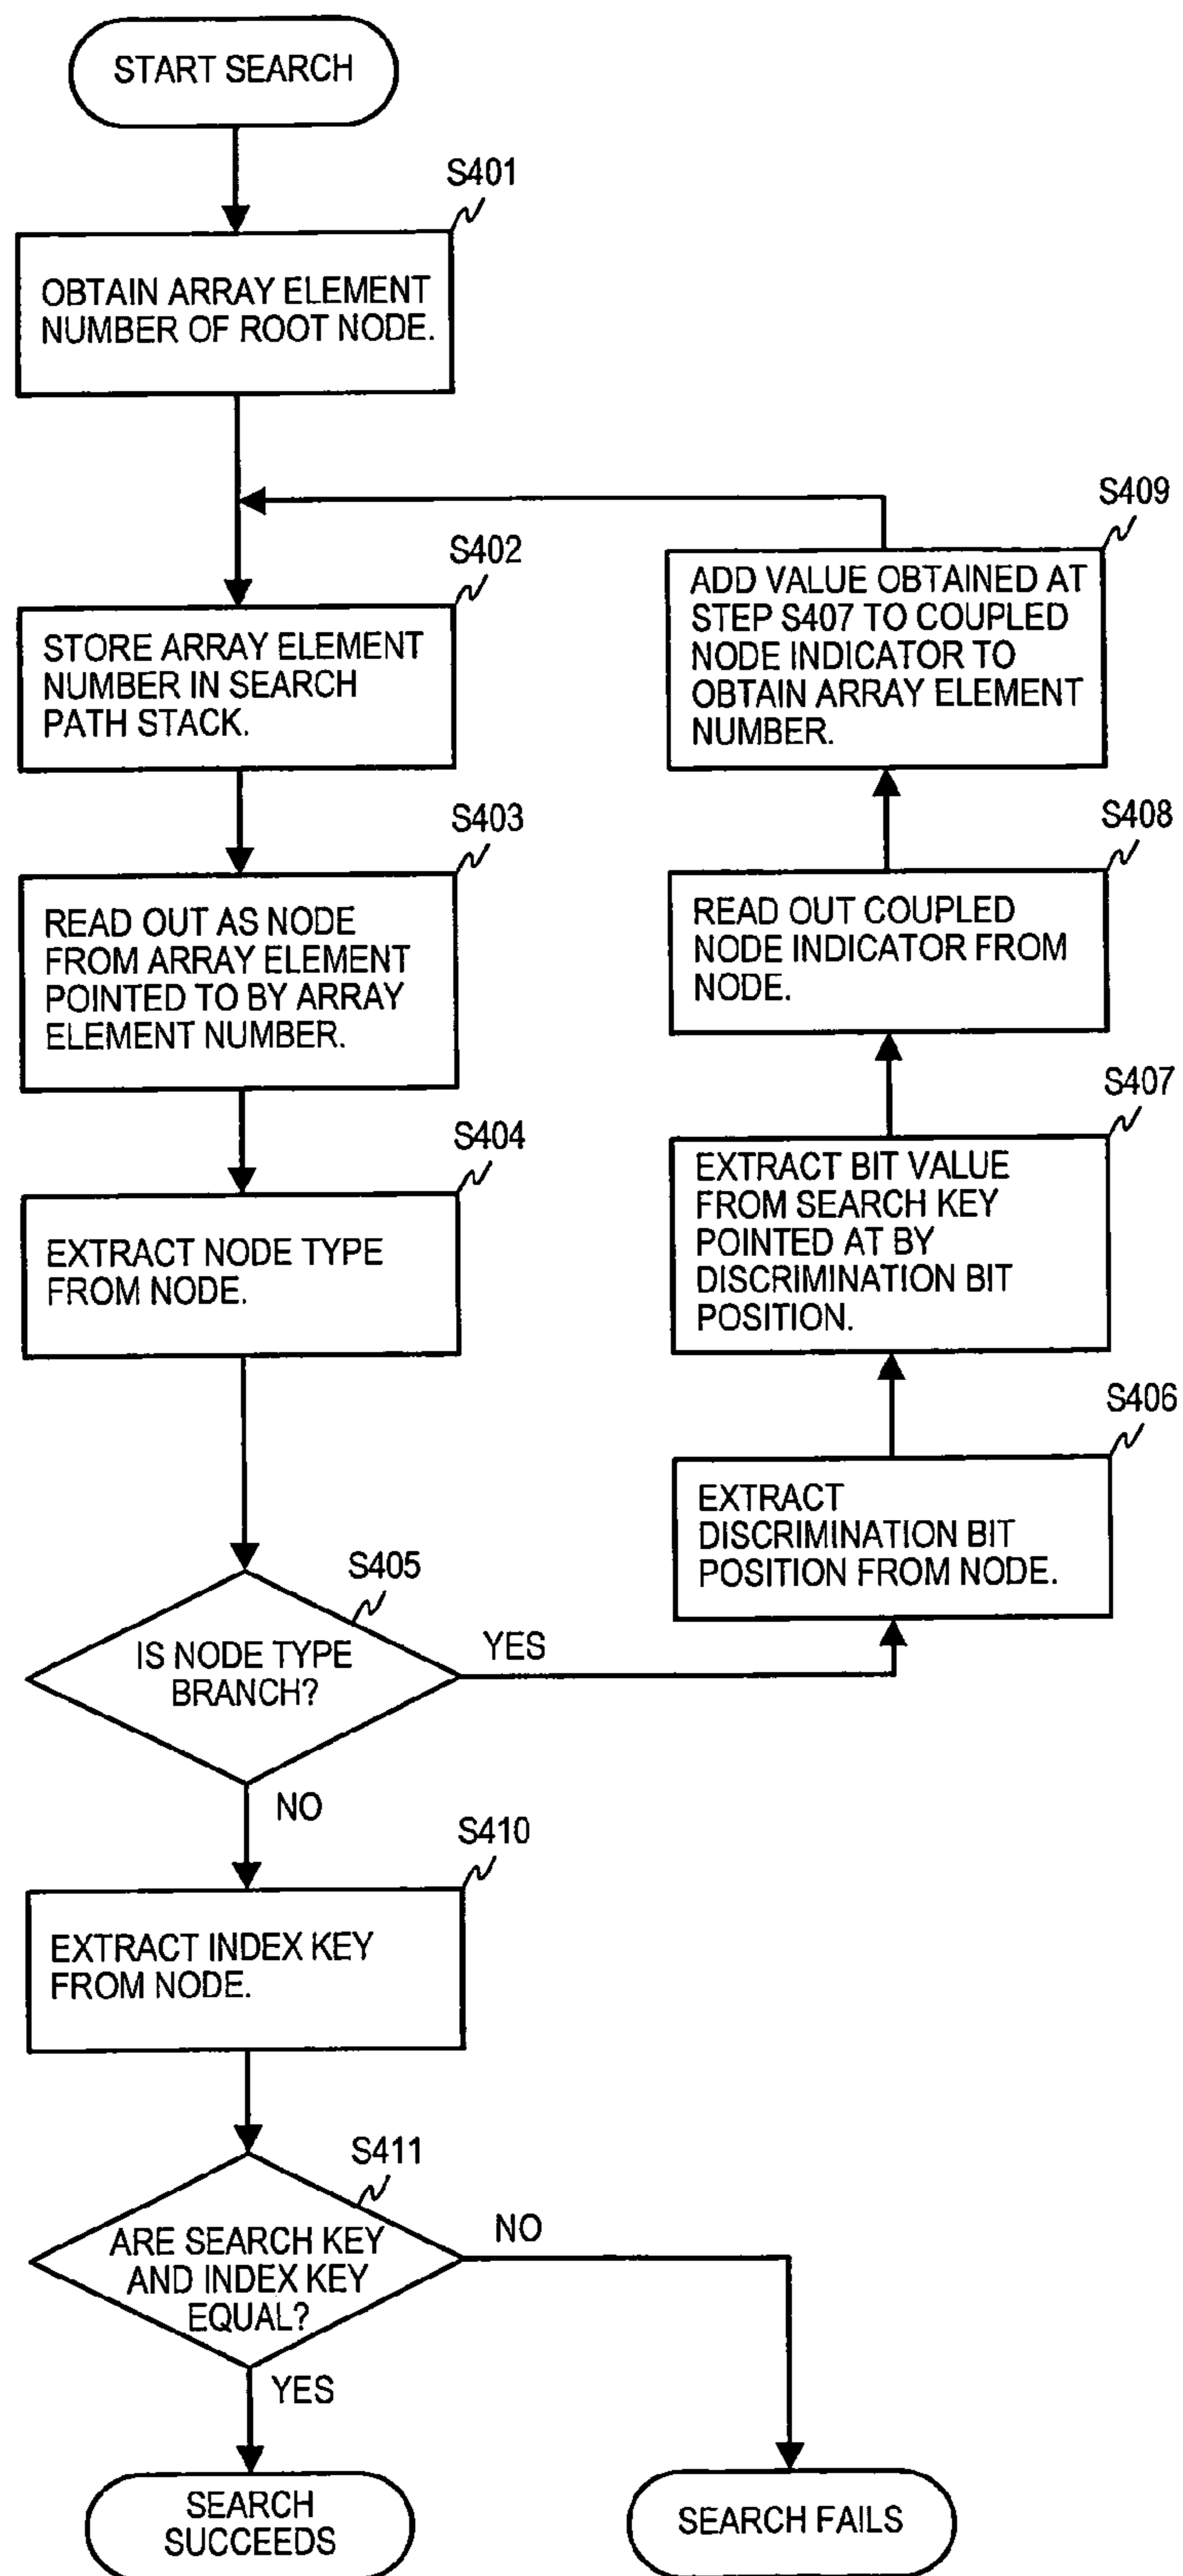 START SEARCH
S401
OBTAIN ARRAY ELEMENT
NUMBER OF ROOT NODE.
S402
STORE ARRAY ELEMENT
NUMBER IN SEARCH
PATH STACK.
S403
READ OUT AS NODE
FROM ARRAY ELEMENT
POINTED TO BY ARRAY
ELEMENT NUMBER.
S404
EXTRACT NODE TYPE
FROM NODE.
S405
IS NODE TYPE
BRANCH?
YES
NO
S406
EXTRACT
DISCRIMINATION BIT
POSITION FROM NODE.
S407
EXTRACT BIT VALUE
FROM SEARCH KEY
POINTED AT BY
DISCRIMINATION BIT
POSITION.
S408
READ OUT COUPLED
NODE INDICATOR FROM
NODE.
S409
ADD VALUE OBTAINED AT
STEP S407 TO COUPLED
NODE INDICATOR TO
OBTAIN ARRAY ELEMENT
NUMBER.
S410
EXTRACT INDEX KEY
FROM NODE.
S411
ARE SEARCH KEY
AND INDEX KEY
EQUAL?
NO
YES
SEARCH
SUCCEEDS
SEARCH FAILS